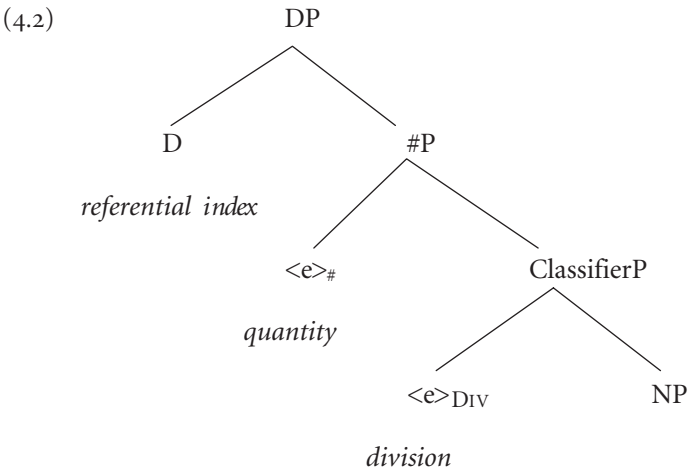 (4.2) DP
D #P
referential index
<e># ClassifierP
quantity
<e>DIV NP
division